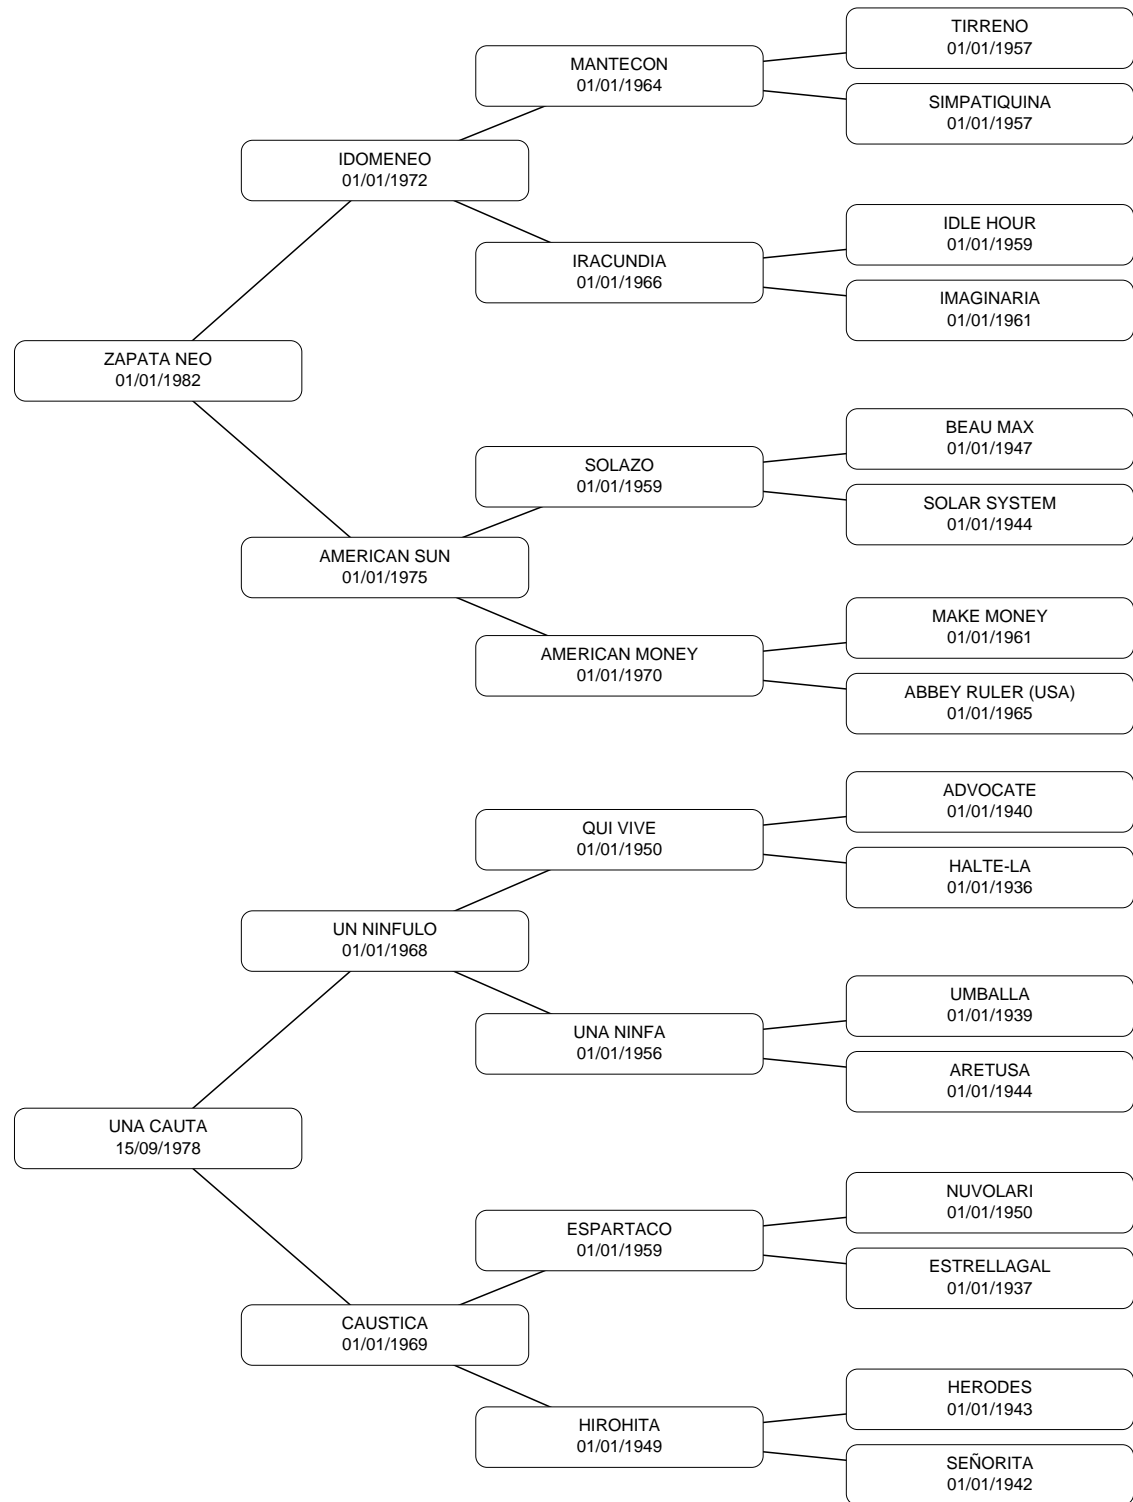 TIRRENO
01/01/1957
MANTECON
01/01/1964
SIMPATIQUINA
01/01/1957
IDOMENEO
01/01/1972
IDLE HOUR
01/01/1959
IRACUNDIA
01/01/1966
IMAGINARIA
01/01/1961
ZAPATA NEO
01/01/1982
BEAU MAX
01/01/1947
SOLAZO
01/01/1959
SOLAR SYSTEM
01/01/1944
AMERICAN SUN
01/01/1975
MAKE MONEY
01/01/1961
AMERICAN MONEY
01/01/1970
ABBEY RULER (USA)
01/01/1965
ADVOCATE
01/01/1940
QUI VIVE
01/01/1950
HALTE-LA
01/01/1936
UN NINFULO
01/01/1968
UMBALLA
01/01/1939
UNA NINFA
01/01/1956
ARETUSA
01/01/1944
UNA CAUTA
15/09/1978
NUVOLARI
01/01/1950
ESPARTACO
01/01/1959
ESTRELLAGAL
01/01/1937
CAUSTICA
01/01/1969
HERODES
01/01/1943
HIROHITA
01/01/1949
SEÑORITA
01/01/1942